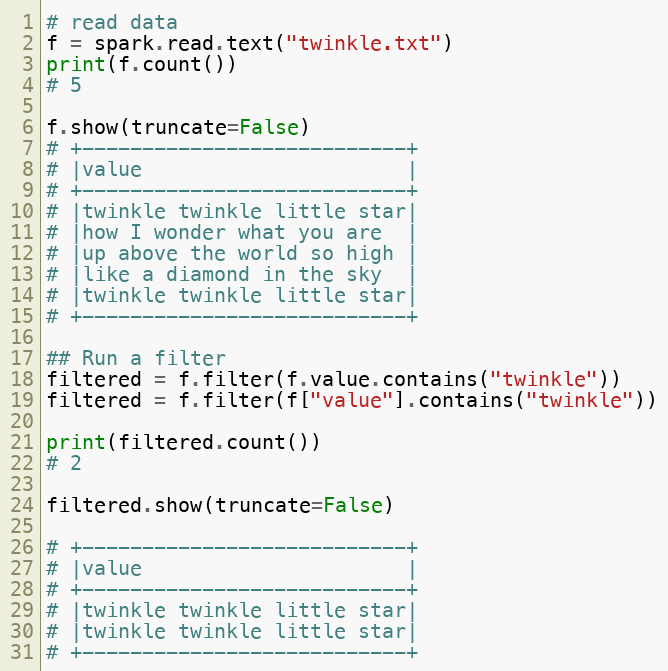 1 # read data
2 f = spark.read.text("twinkle.txt")
3 print(f.count())
4 # 5
5
6 f.show(truncate=False)
7 # +---------------------------+
8 # |value                      |
9 # +---------------------------+
10 # |twinkle twinkle little star|
11 # |how I wonder what you are  |
12 # |up above the world so high |
13 # |like a diamond in the sky  |
14 # |twinkle twinkle little star|
15 # +---------------------------+
16
17 ## Run a filter
18 filtered = f.filter(f.value.contains("twinkle"))
19 filtered = f.filter(f["value"].contains("twinkle"))
20
21 print(filtered.count())
22 # 2
23
24 filtered.show(truncate=False)
25
26 # +---------------------------+
27 # |value                      |
28 # +---------------------------+
29 # |twinkle twinkle little star|
30 # |twinkle twinkle little star|
31 # +---------------------------+